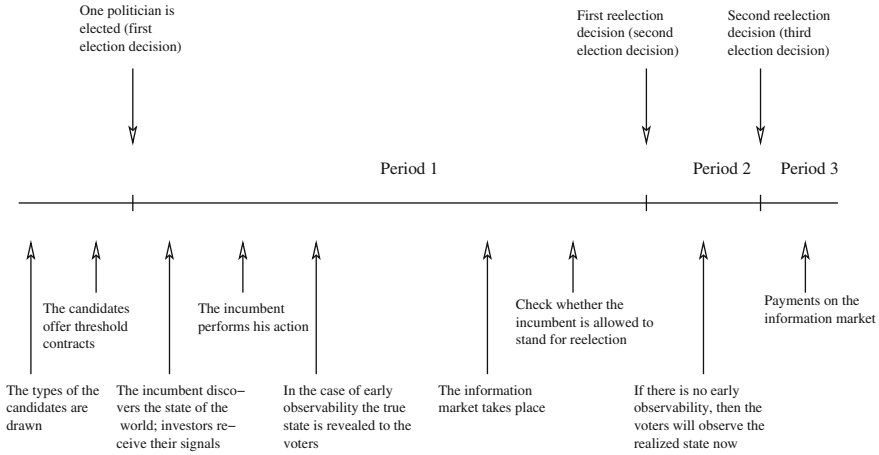 One politician is
elected (first
election decision)
First reelection
decision (second
election decision)
Second reelection
decision (third
election decision)
Period 1
Period 2
Period 3
The candidates
offer threshold
contracts
The incumbent
performs his action
Check whether the
incumbent is allowed to
stand for reelection
Payments on the
information market
The types of the
candidates are
drawn
The incumbent disco–
vers the state of the
world; investors re–
ceive their signals
In the case of early
observability the true
state is revealed to the
voters
The information
market takes place
If there is no early
observability, then the
voters will observe the
realized state now